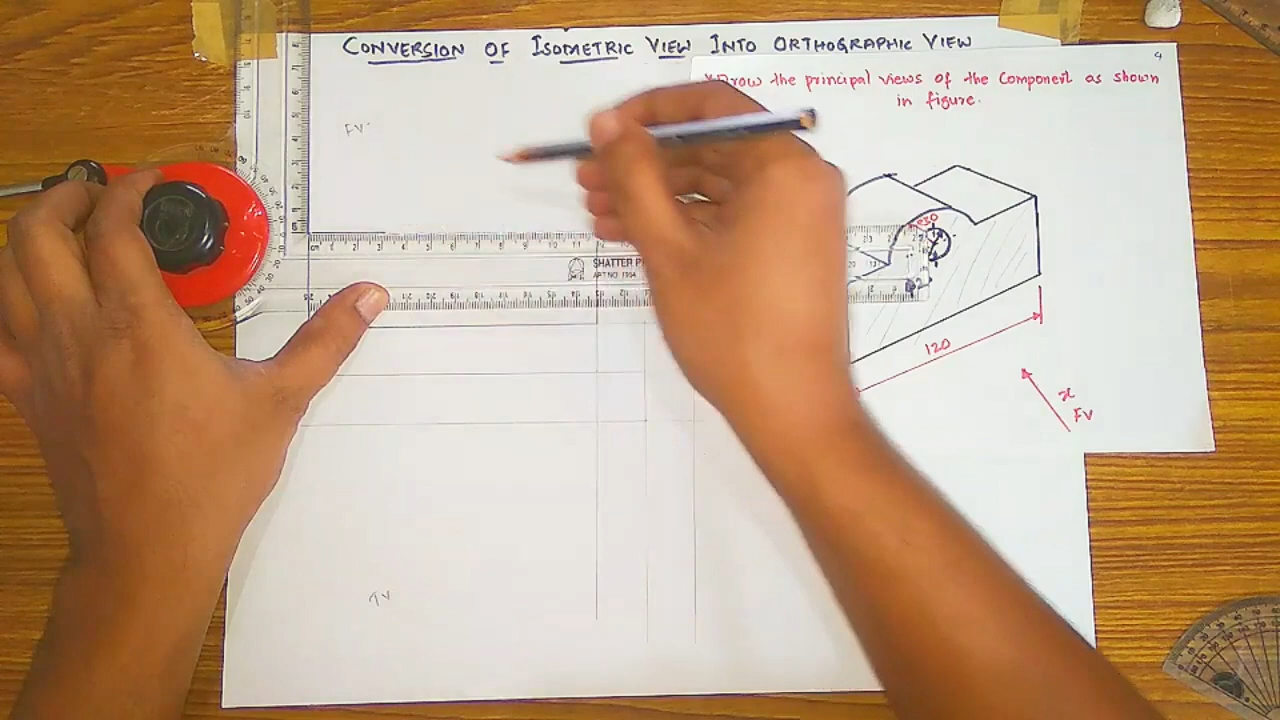 CONVERSION OF ISOMETRIC VIEW INTO ORTHOGRAPHIC VIEW
4
Draw the principal views of the Component as shown
in figure.
FV
120
x
FV
TV